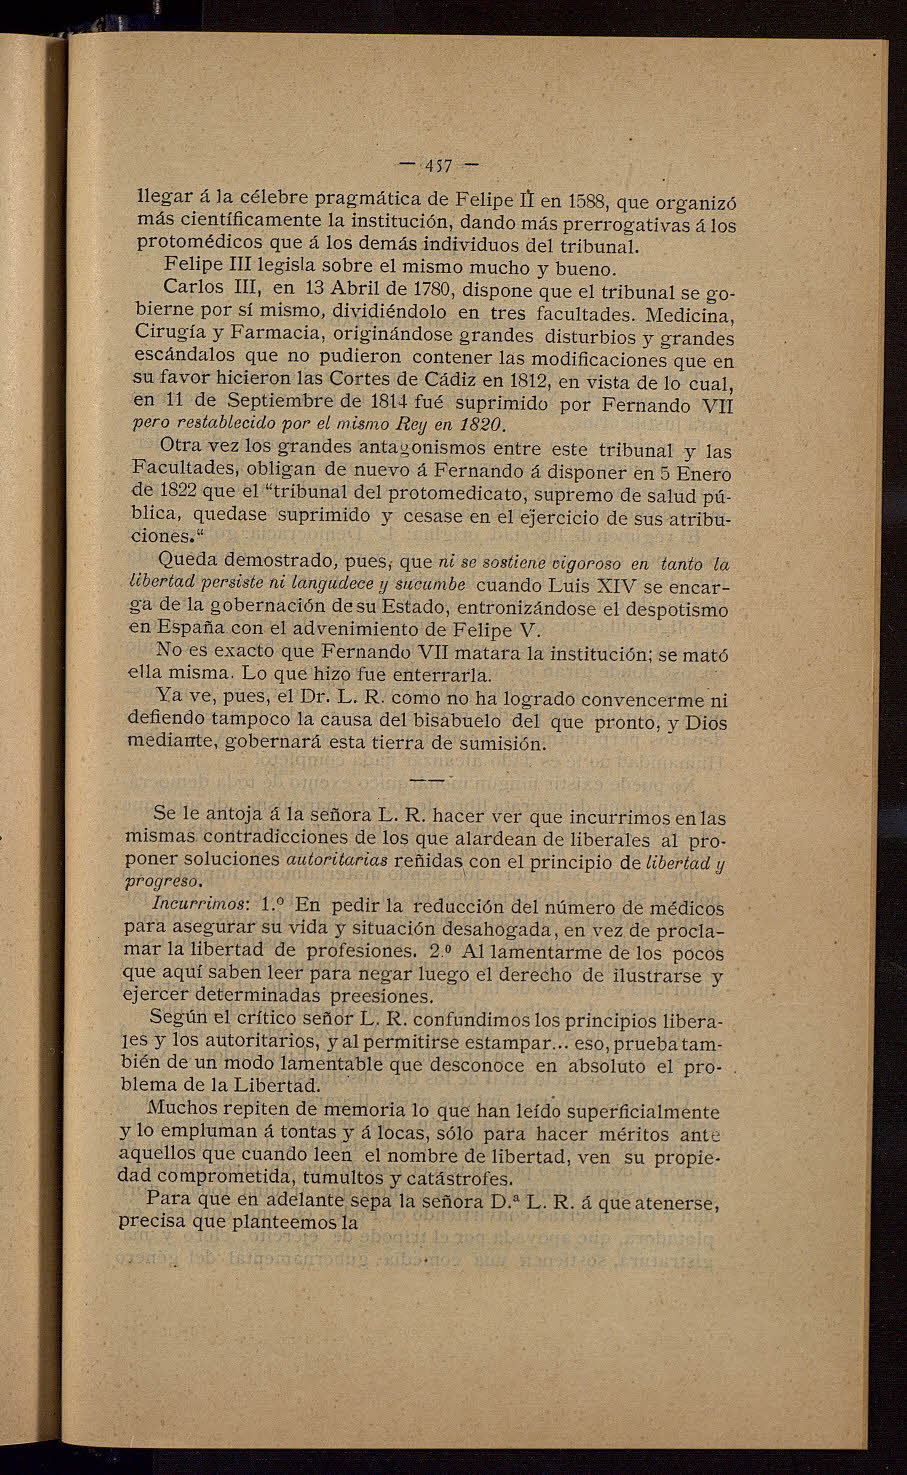 — 457 —
llegar á la célebre pragmática de Felipe II en 1588, que organizó
más científicamente la institución, dando más prerrogativas á los
protomédicos que á los demás individuos del tribunal.
Felipe III legisla sobre el mismo mucho y bueno.
Carlos III, en 13 Abril de 1780, dispone que el tribunal se go-
bierne por sí mismo, dividiéndolo en tres facultades. Medicina,
Cirugía y Farmacia, originándose grandes disturbios y grandes
escándalos que no pudieron contener las modificaciones que en
su favor hicieron las Cortes de Cádiz en 1812, en vista de lo cual,
en 11 de Septiembre de 1814 fué suprimido por Fernando VII
pero restablecido por el mismo Rey en 1820.
Otra vez los grandes antagonismos entre este tribunal y las
Facultades, obligan de nuevo á Fernando á disponer en 5 Enero
de 1822 que el “tribunal del protomedicato, supremo de salud pú-
blica, quedase suprimido y cesase en el ejercicio de sus atribu-
ciones.“
Queda demostrado, pues, que ni se sostiene vigoroso en tanto la
libertad persiste ni languidece y sucumbe cuando Luis XIV se encar-
ga de la gobernación de su Estado, entronizándose el despotismo
en España con el advenimiento de Felipe V.
No es exacto que Fernando VII matara la institución; se mató
ella misma. Lo que hizo fue enterrarla.
Ya ve, pues, el Dr. L. R. como no ha logrado convencerme ni
defiendo tampoco la causa del bisabuelo del que pronto, y Dios
mediante, gobernará esta tierra de sumisión.
Se le antoja á la señora L. R. hacer ver que incurrimos en las
mismas contradicciones de los que alardean de liberales al pro-
poner soluciones autoritarias reñidas con el principio de libertad y
progreso.
Incurrimos: 1.º En pedir la reducción del número de médicos
para asegurar su vida y situación desahogada, en vez de procla-
mar la libertad de profesiones. 2.º Al lamentarme de los pocos
que aquí saben leer para negar luego el derecho de ilustrarse y
ejercer determinadas preesiones.
Según el crítico señor L. R. confundimos los principios libera-
les y los autoritarios, y al permitirse estampar... eso, prueba tam-
bién de un modo lamentable que desconoce en absoluto el pro-
blema de la Libertad.
Muchos repiten de memoria lo que han leído superficialmente
y lo empluman á tontas y á locas, sólo para hacer méritos ante
aquellos que cuando leen el nombre de libertad, ven su propie-
dad comprometida, tumultos y catástrofes.
Para que en adelante sepa la señora D.ª L. R. á que atenerse,
precisa que planteemos la